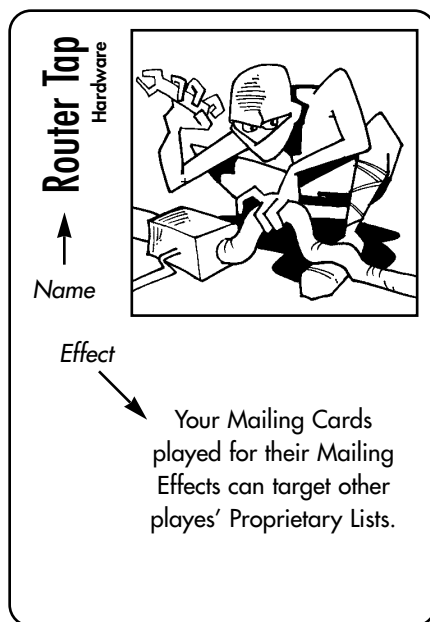 Router Tap
Hardware
Name
Effect
Your Mailing Cards
played for their Mailing
Effects can target other
playes' Proprietary Lists.